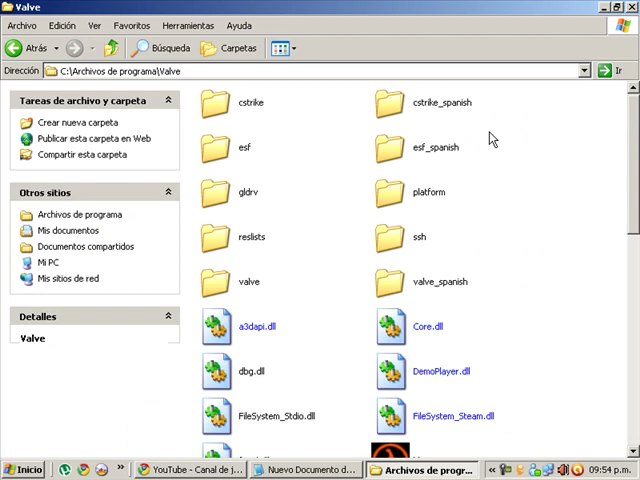 Valve
Archivo Edición Ver Favoritos Herramientas Ayuda
Atrás Búsqueda Carpetas
Dirección C:\Archivos de programa\Valve Ir
Tareas de archivo y carpeta
Crear nueva carpeta
Publicar esta carpeta en Web
Compartir esta carpeta
Otros sitios
Archivos de programa
Mis documentos
Documentos compartidos
Mi PC
Mis sitios de red
Detalles
Valve
cstrike cstrike_spanish
esf esf_spanish
gldrv platform
reslists ssh
valve valve_spanish
a3dapi.dll Core.dll
dbg.dll DemoPlayer.dll
FileSystem_Stdio.dll FileSystem_Steam.dll
Inicio » YouTube - Canal de j... Nuevo Documento d... Archivos de progr... « 09:54 p.m.